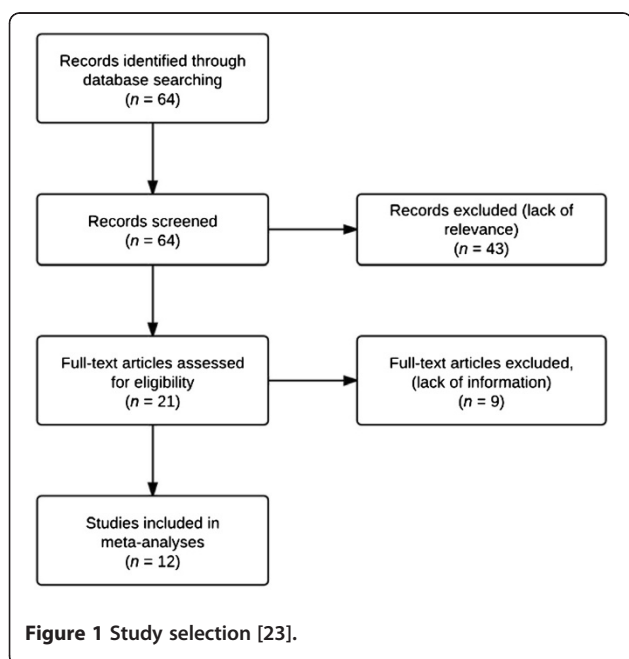 Records identified through
database searching
(n = 64)
Records screened
(n = 64)
Records excluded (lack of
relevance)
(n = 43)
Full-text articles assessed
for eligibility
(n = 21)
Full-text articles excluded,
(lack of information)
(n = 9)
Studies included in
meta-analyses
(n = 12)
Figure 1 Study selection [23].